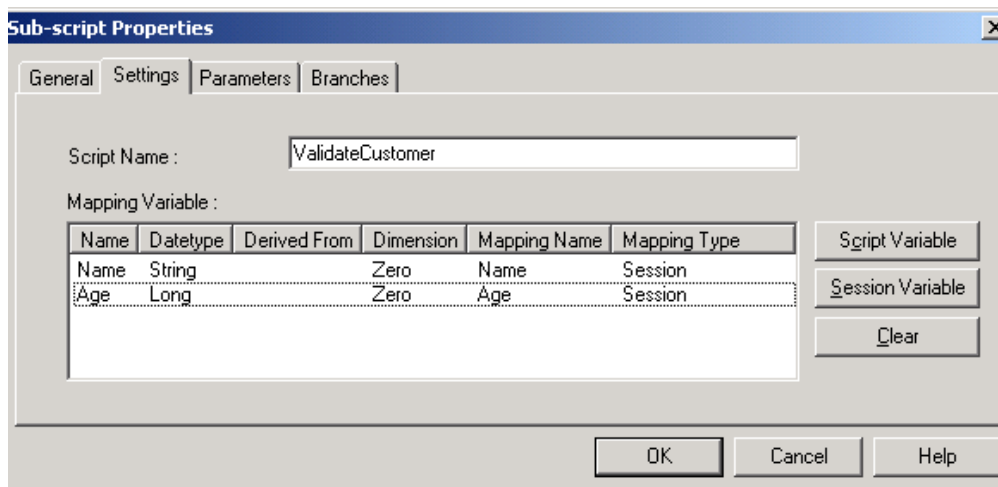 Sub-script Properties
General Settings Parameters Branches
Script Name : ValidateCustomer
Mapping Variable :
Name Datetype Derived From Dimension Mapping Name Mapping Type Script Variable
Name String Zero Name Session
Age Long Zero Age Session Session Variable
Clear
OK Cancel Help